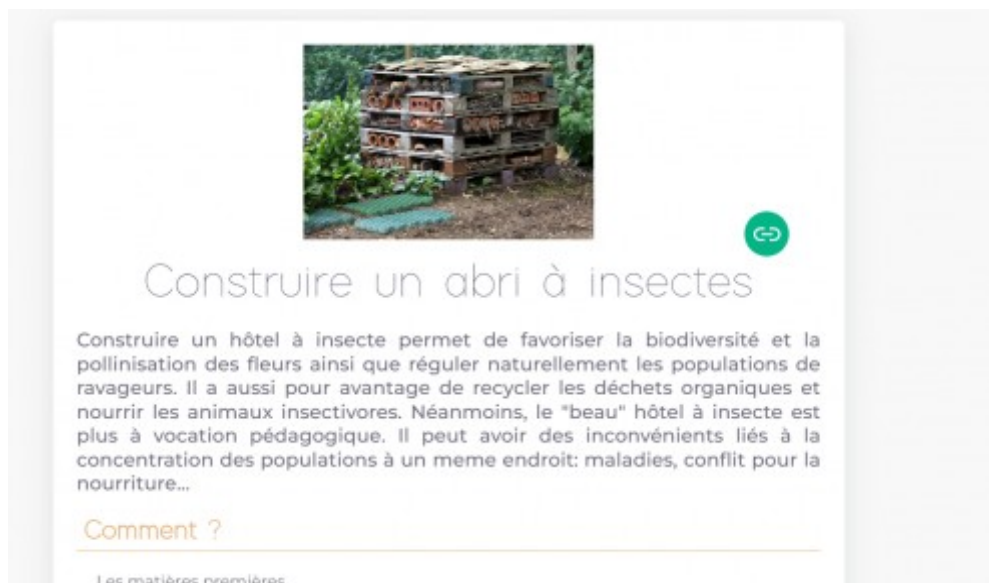 Construire un abri à insectes
Construire un hôtel à insecte permet de favoriser la biodiversité et la
pollinisation des fleurs ainsi que réguler naturellement les populations de
ravageurs. Il a aussi pour avantage de recycler les déchets organiques et
nourrir les animaux insectivores. Néanmoins, le "beau" hôtel à insecte est
plus à vocation pédagogique. Il peut avoir des inconvénients liés à la
concentration des populations à un meme endroit: maladies, conflit pour la
nourriture...
Comment ?
Les matières premières